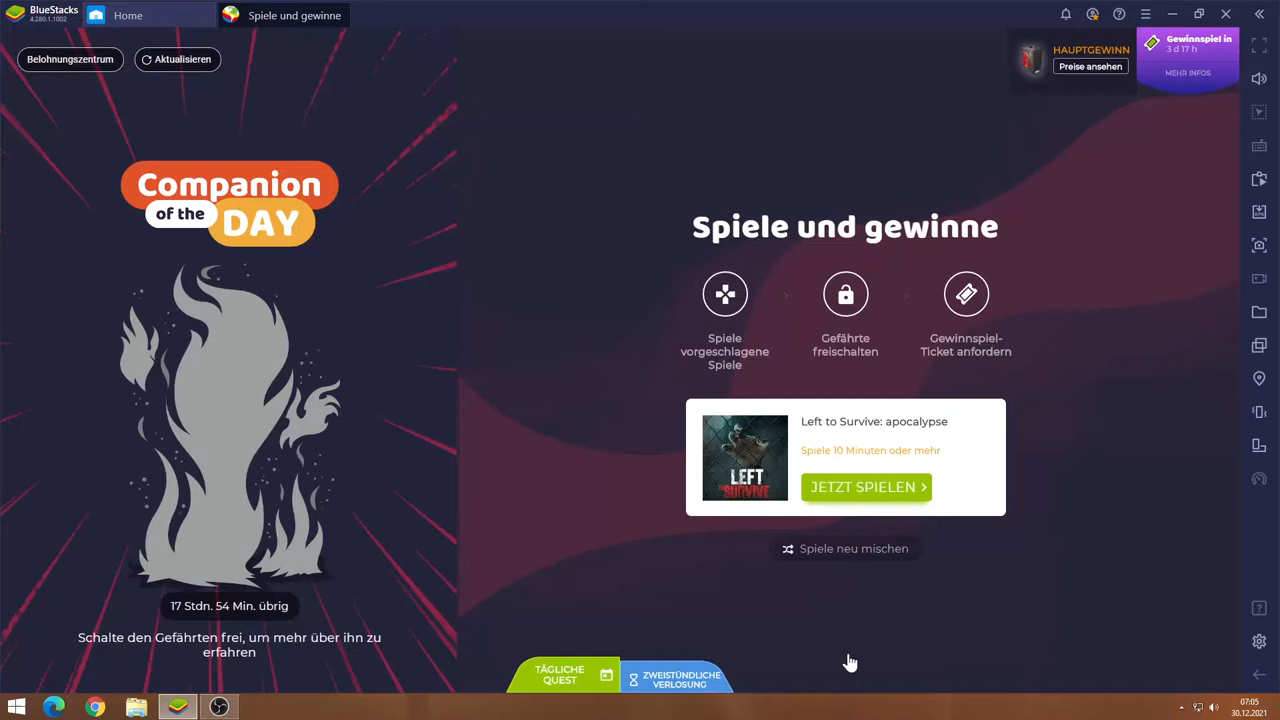 BlueStacks
4.280.1.1002
Home
Spiele und gewinne
Belohnungszentrum
Aktualisieren
HAUPTGEWINN
Preise ansehen
Gewinnspiel in
3 d 17 h
MEHR INFOS
Companion
of the
DAY
17 Stdn. 54 Min. übrig
Schalte den Gefährten frei, um mehr über ihn zu
erfahren
Spiele und gewinne
Spiele
vorgeschlagene
Spiele
Gefährte
freischalten
Gewinnspiel-
Ticket anfordern
LEFT
TO SURVIVE
Left to Survive: apocalypse
Spiele 10 Minuten oder mehr
JETZT SPIELEN
Spiele neu mischen
TÄGLICHE
QUEST
ZWEISTÜNDLICHE
VERLOSUNG
07:05
30.12.2021